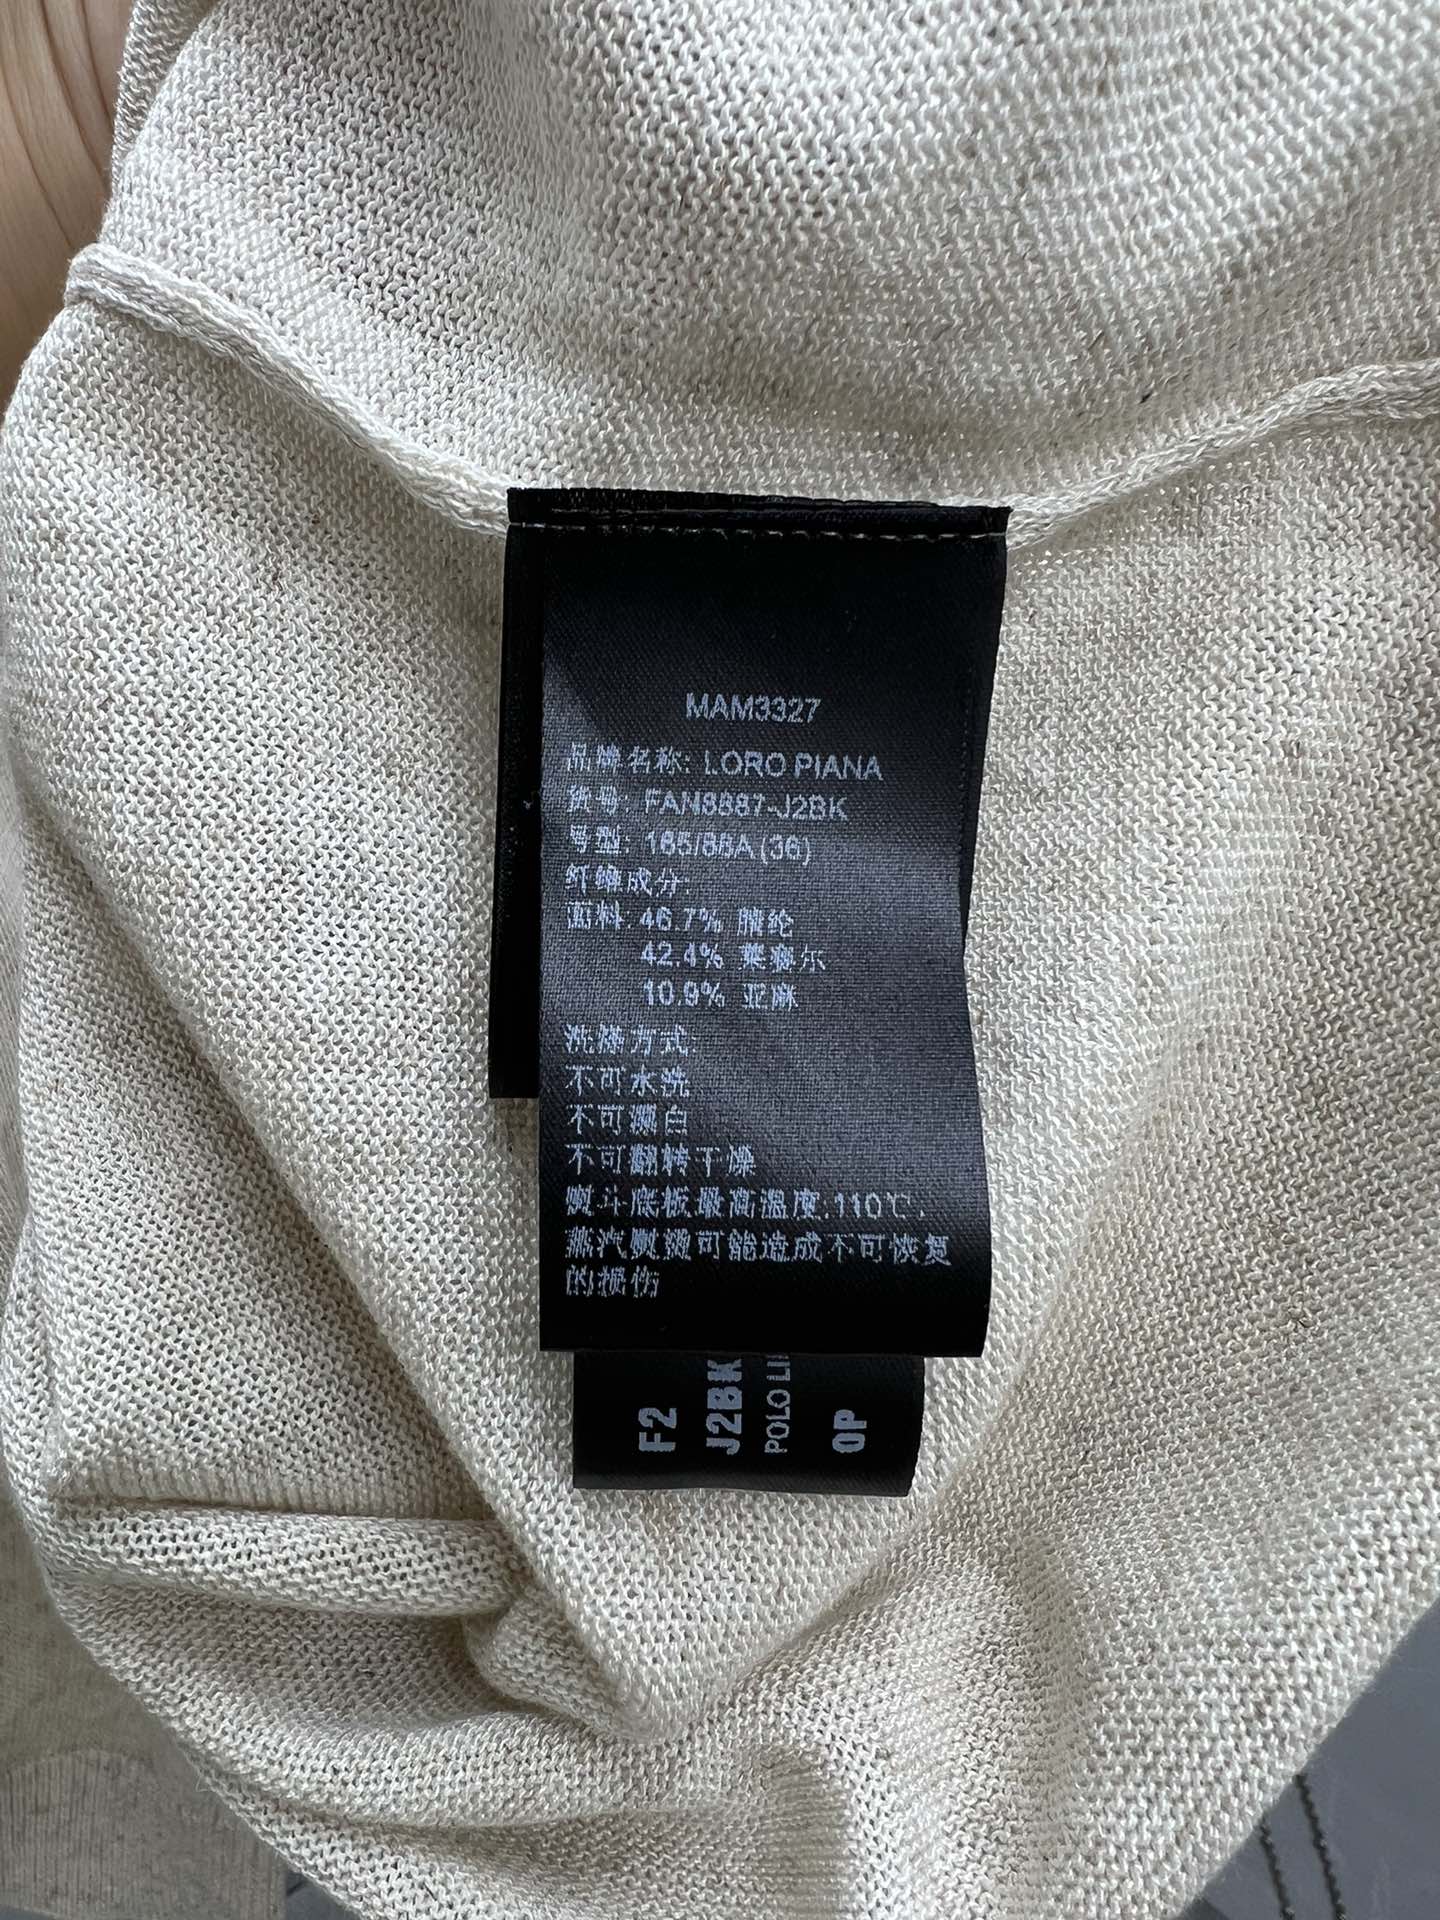 MAM3327
品牌名称: LORO PIANA
货号: FAN8687-J2BK
号型: 165/88A(36)
纤维成分:
面料: 46.7% 腈纶
42.4% 莱赛尔
10.9% 亚麻
洗涤方式:
不可水洗
不可漂白
不可翻转干燥
熨斗底板最高温度:110℃,
蒸汽熨烫可能造成不可恢复
的损伤
F2
J2BK
POLO
0P